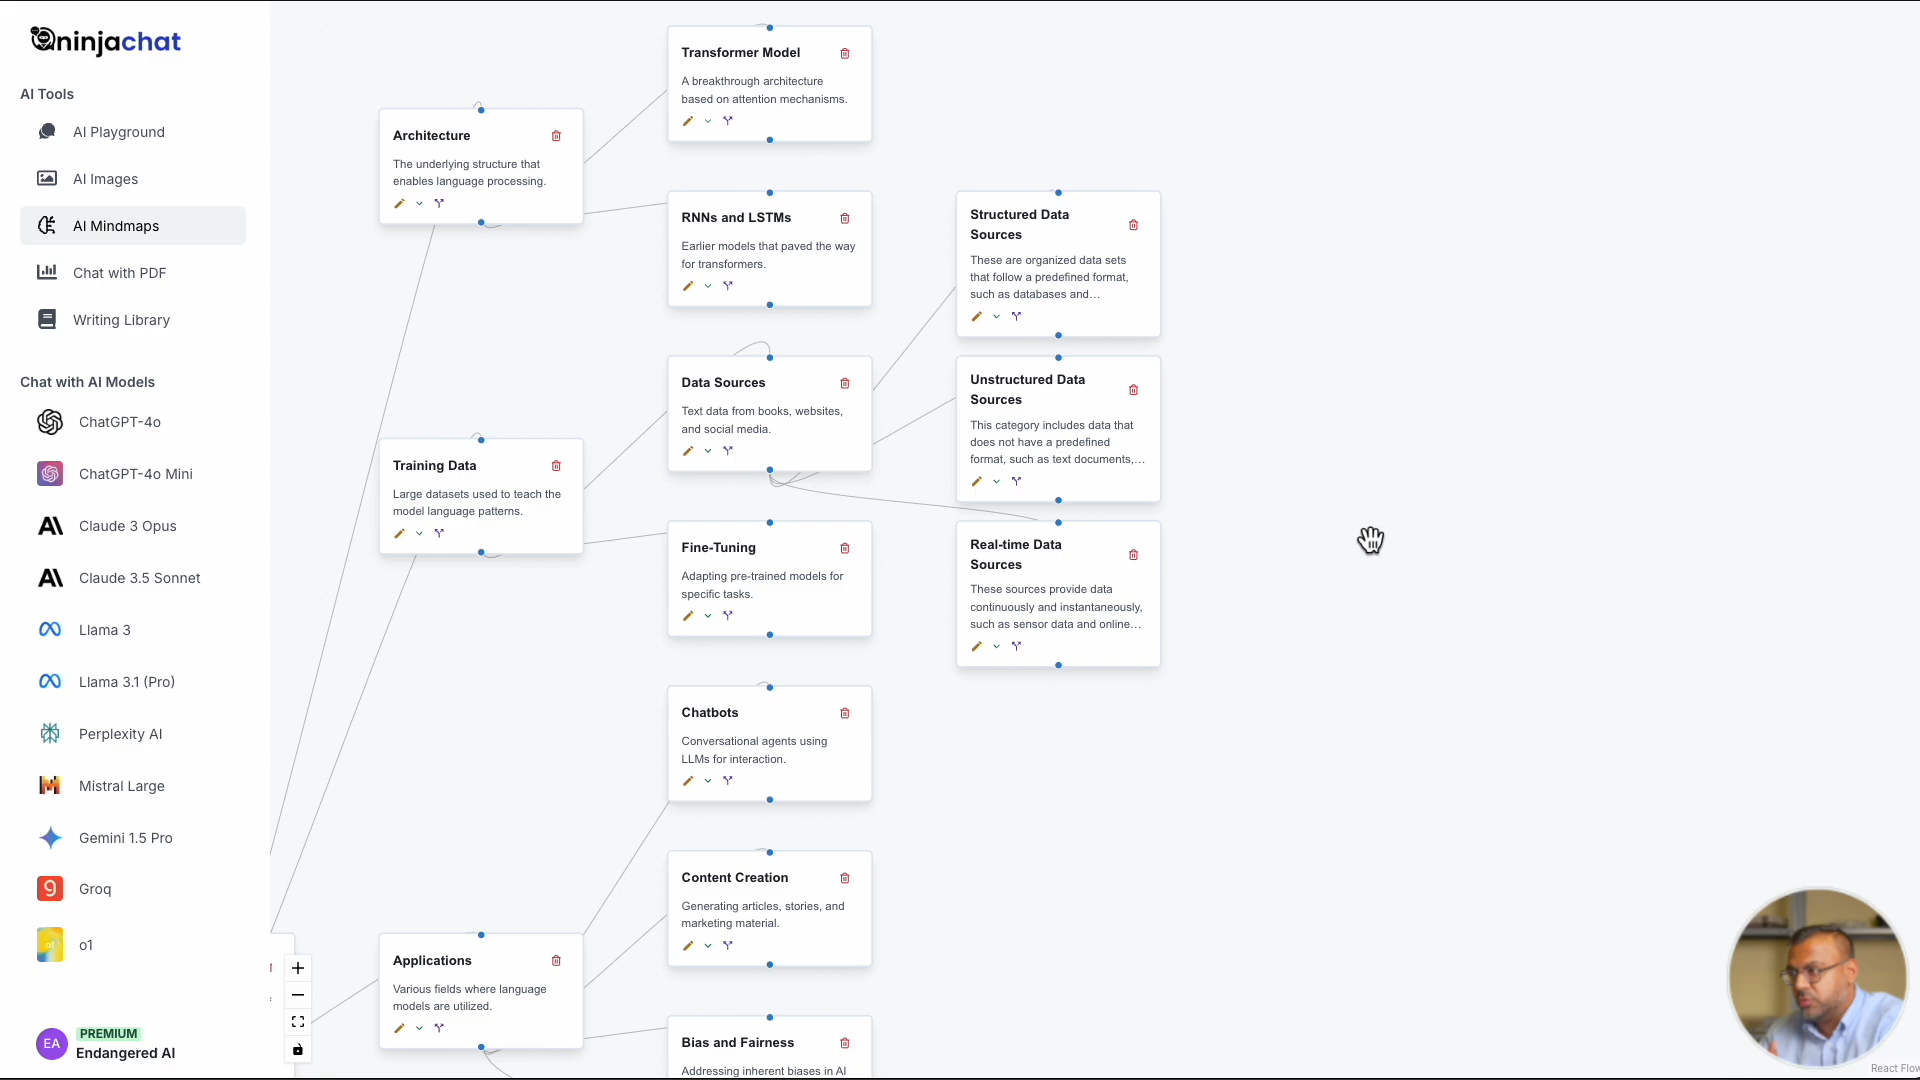 ninjachat
AI Tools
AI Playground
AI Images
AI Mindmaps
Chat with PDF
Writing Library
Chat with AI Models
ChatGPT-4o
ChatGPT-4o Mini
Claude 3 Opus
Claude 3.5 Sonnet
Llama 3
Llama 3.1 (Pro)
Perplexity AI
Mistral Large
Gemini 1.5 Pro
Groq
o1
o1
EA
PREMIUM
Endangered AI
Architecture
The underlying structure that
enables language processing.
Training Data
Large datasets used to teach the
model language patterns.
Applications
Various fields where language
models are utilized.
Transformer Model
A breakthrough architecture
based on attention mechanisms.
RNNs and LSTMs
Earlier models that paved the way
for transformers.
Data Sources
Text data from books, websites,
and social media.
Fine-Tuning
Adapting pre-trained models for
specific tasks.
Chatbots
Conversational agents using
LLMs for interaction.
Content Creation
Generating articles, stories, and
marketing material.
Bias and Fairness
Addressing inherent biases in AI
Structured Data
Sources
These are organized data sets
that follow a predefined format,
such as databases and…
Unstructured Data
Sources
This category includes data that
does not have a predefined
format, such as text documents,…
Real-time Data
Sources
These sources provide data
continuously and instantaneously,
such as sensor data and online…
React Flow